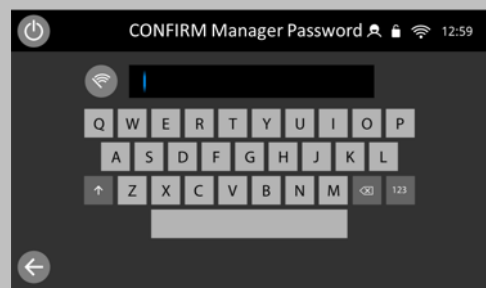 CONFIRM Manager Password 12:59
Q W E R T Y U I O P
A S D F G H J K L
Z X C V B N M 123